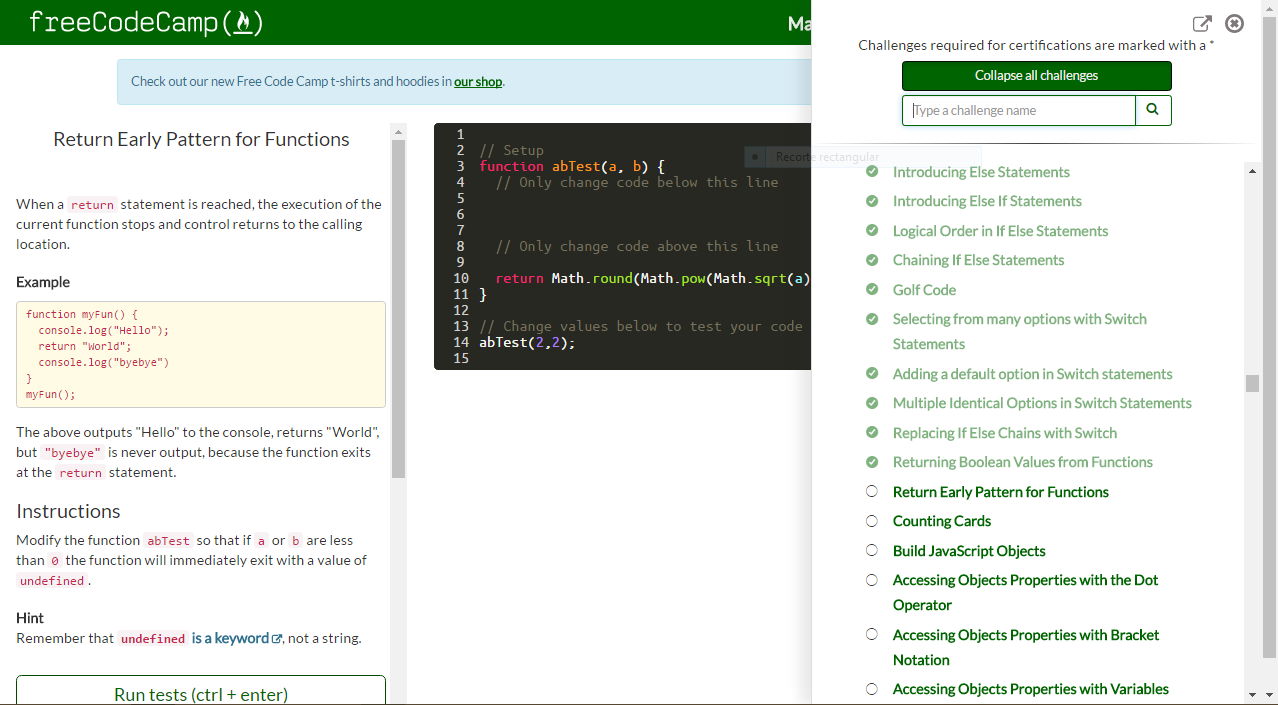 freeCodeCamp
Ma
Check out our new Free Code Camp t-shirts and hoodies in our shop.
Return Early Pattern for Functions
When a return statement is reached, the execution of the
current function stops and control returns to the calling
location.
Example
function myFun() {
  console.log("Hello");
  return "World";
  console.log("byebye")
}
myFun();
The above outputs "Hello" to the console, returns "World",
but "byebye" is never output, because the function exits
at the return statement.
Instructions
Modify the function abTest so that if a or b are less
than 0 the function will immediately exit with a value of
undefined.
Hint
Remember that undefined is a keyword, not a string.
Run tests (ctrl + enter)
1
2 // Setup
3 function abTest(a, b) {
4   // Only change code below this line
5
6
7
8   // Only change code above this line
9
10   return Math.round(Math.pow(Math.sqrt(a)
11 }
12
13 // Change values below to test your code
14 abTest(2,2);
15
Recorte rectangular
Challenges required for certifications are marked with a *
Collapse all challenges
Type a challenge name
Introducing Else Statements
Introducing Else If Statements
Logical Order in If Else Statements
Chaining If Else Statements
Golf Code
Selecting from many options with Switch
Statements
Adding a default option in Switch statements
Multiple Identical Options in Switch Statements
Replacing If Else Chains with Switch
Returning Boolean Values from Functions
Return Early Pattern for Functions
Counting Cards
Build JavaScript Objects
Accessing Objects Properties with the Dot
Operator
Accessing Objects Properties with Bracket
Notation
Accessing Objects Properties with Variables